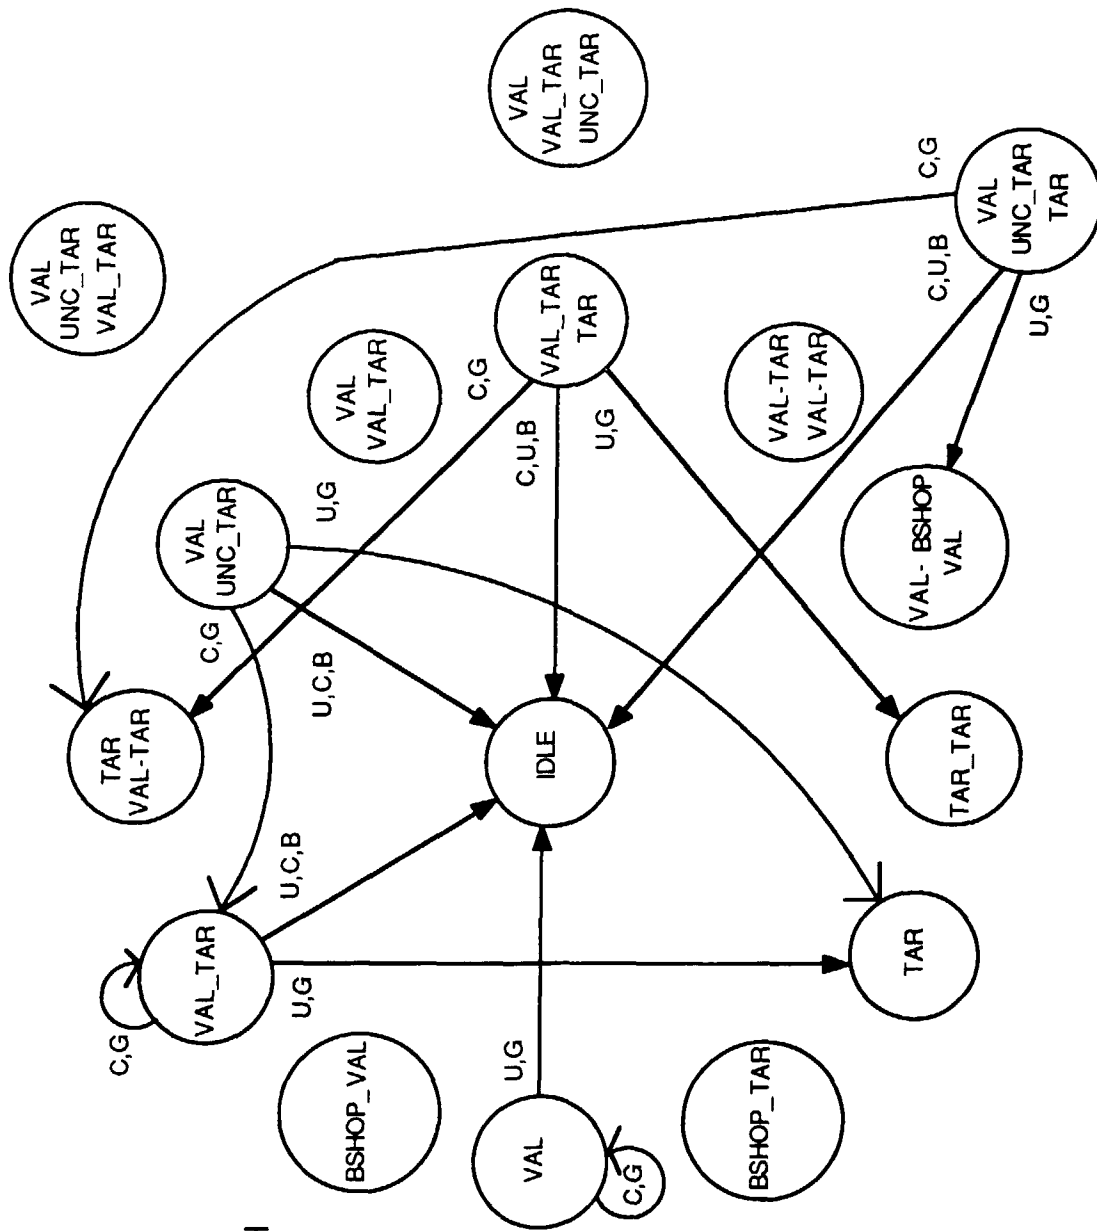 VAL
UNC_TAR
VAL_TAR
TAR
VAL-TAR
C,G
VAL
UNC_TAR
VAL_TAR
C,G
U,C,B
U,C,B
U,G
U,G
VAL
VAL_TAR
BSHOP_VAL
C,G
VAL
VAL_TAR
UNC_TAR
U,G
C,U,B
IDLE
VAL
VAL_TAR
TAR
U,G
C,G
BSHOP_TAR
VAL-TAR
VAL-TAR
TAR
TAR_TAR
VAL- BSHOP
VAL
C,G
C,U,B
VAL
UNC_TAR
TAR
U,G